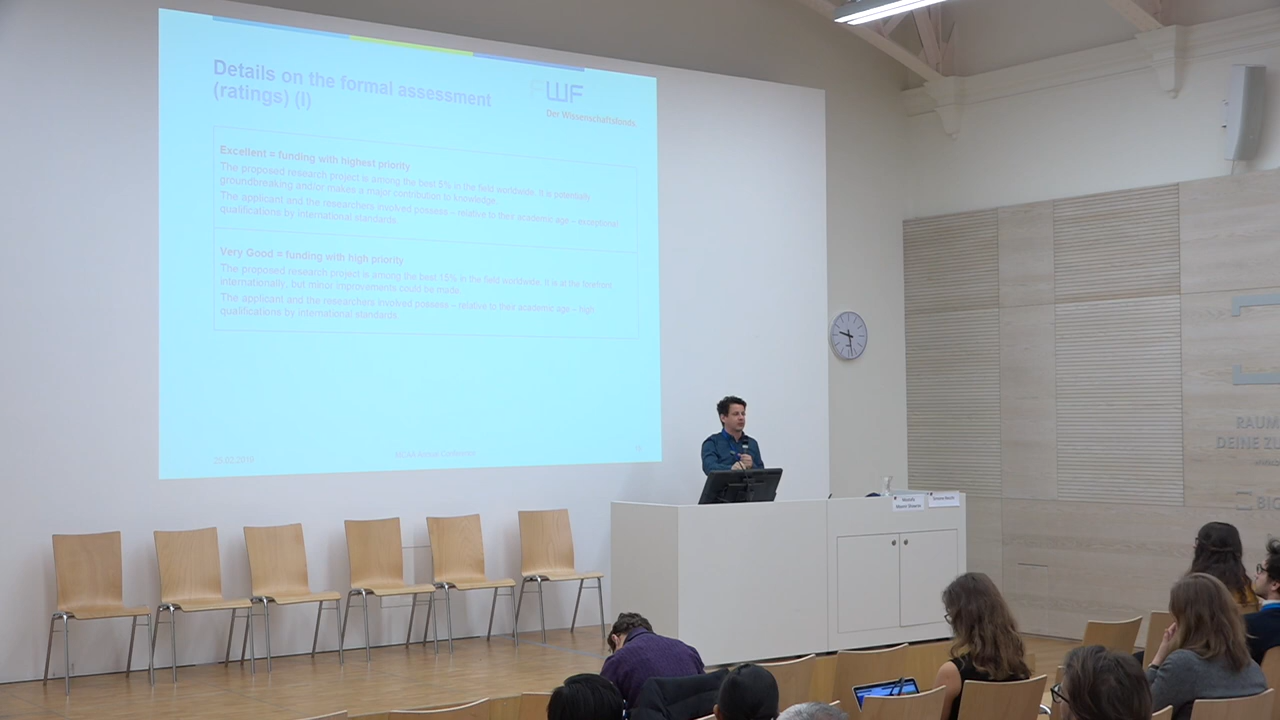 Details on the formal assessment
(ratings) (I)
FWF
Der Wissenschaftsfonds.
Excellent = funding with highest priority
The proposed research project is among the best 5% in the field worldwide. It is potentially
groundbreaking and/or makes a major contribution to knowledge.
The applicant and the researchers involved possess – relative to their academic age – exceptional
qualifications by international standards.
Very Good = funding with high priority
The proposed research project is among the best 15% in the field worldwide. It is at the forefront
internationally, but minor improvements could be made.
The applicant and the researchers involved possess – relative to their academic age – high
qualifications by international standards.
RAUM
DEINE ZU
BIG